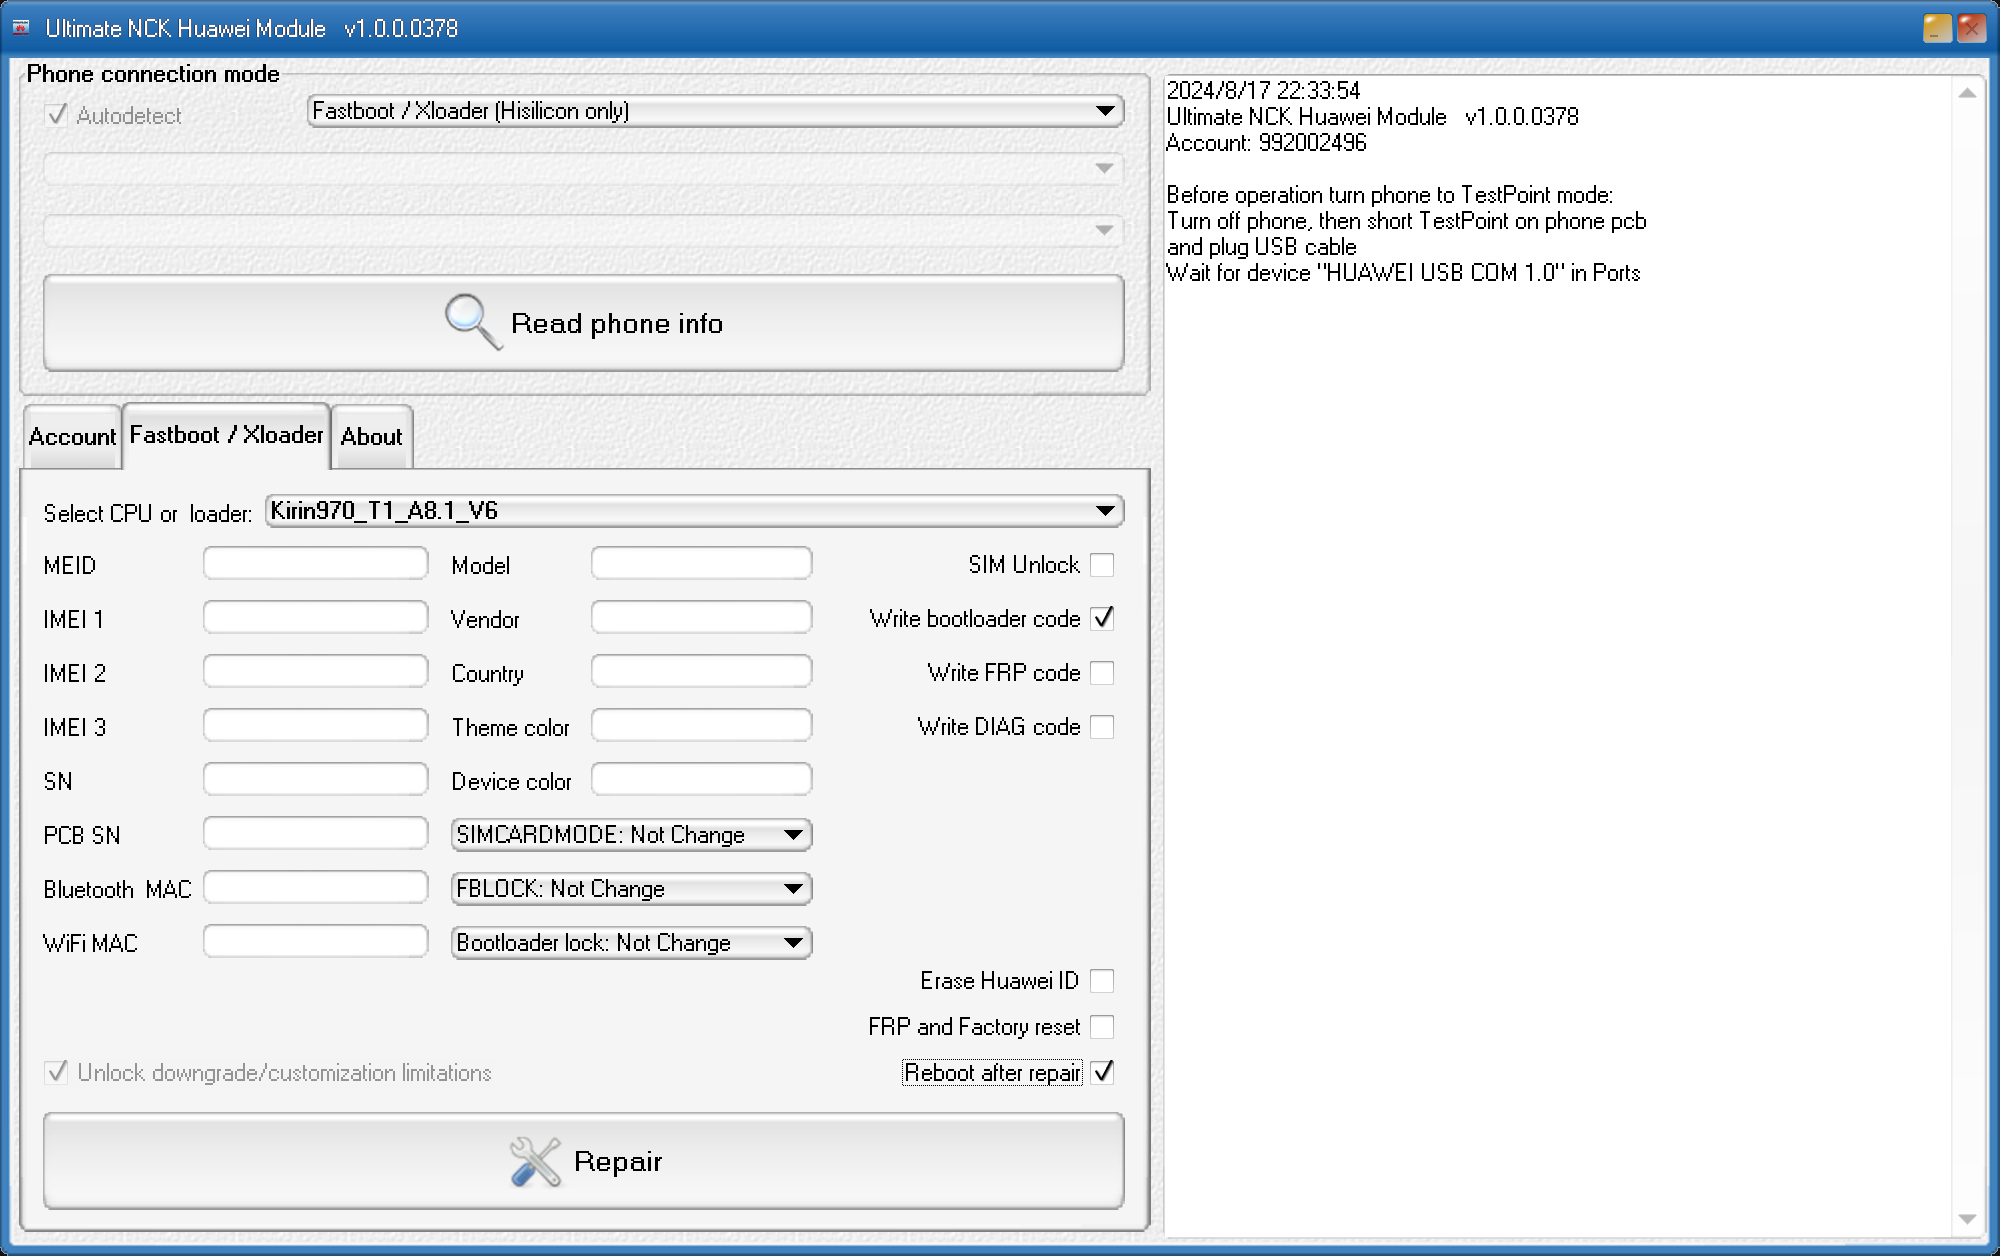 Ultimate NCK Huawei Module v1.0.0.0378
Phone connection mode
Autodetect
Fastboot / Xloader (Hisilicon only)
Read phone info
Account
Fastboot / Xloader
About
Select CPU or loader:
Kirin970_T1_A8.1_V6
MEID
Model
SIM Unlock
IMEI 1
Vendor
Write bootloader code
IMEI 2
Country
Write FRP code
IMEI 3
Theme color
Write DIAG code
SN
Device color
PCB SN
SIMCARDMODE: Not Change
Bluetooth MAC
FBLOCK: Not Change
WiFi MAC
Bootloader lock: Not Change
Erase Huawei ID
FRP and Factory reset
Unlock downgrade/customization limitations
Reboot after repair
Repair
2024/8/17 22:33:54
Ultimate NCK Huawei Module v1.0.0.0378
Account: 992002496
Before operation turn phone to TestPoint mode:
Turn off phone, then short TestPoint on phone pcb
and plug USB cable
Wait for device "HUAWEI USB COM 1.0" in Ports